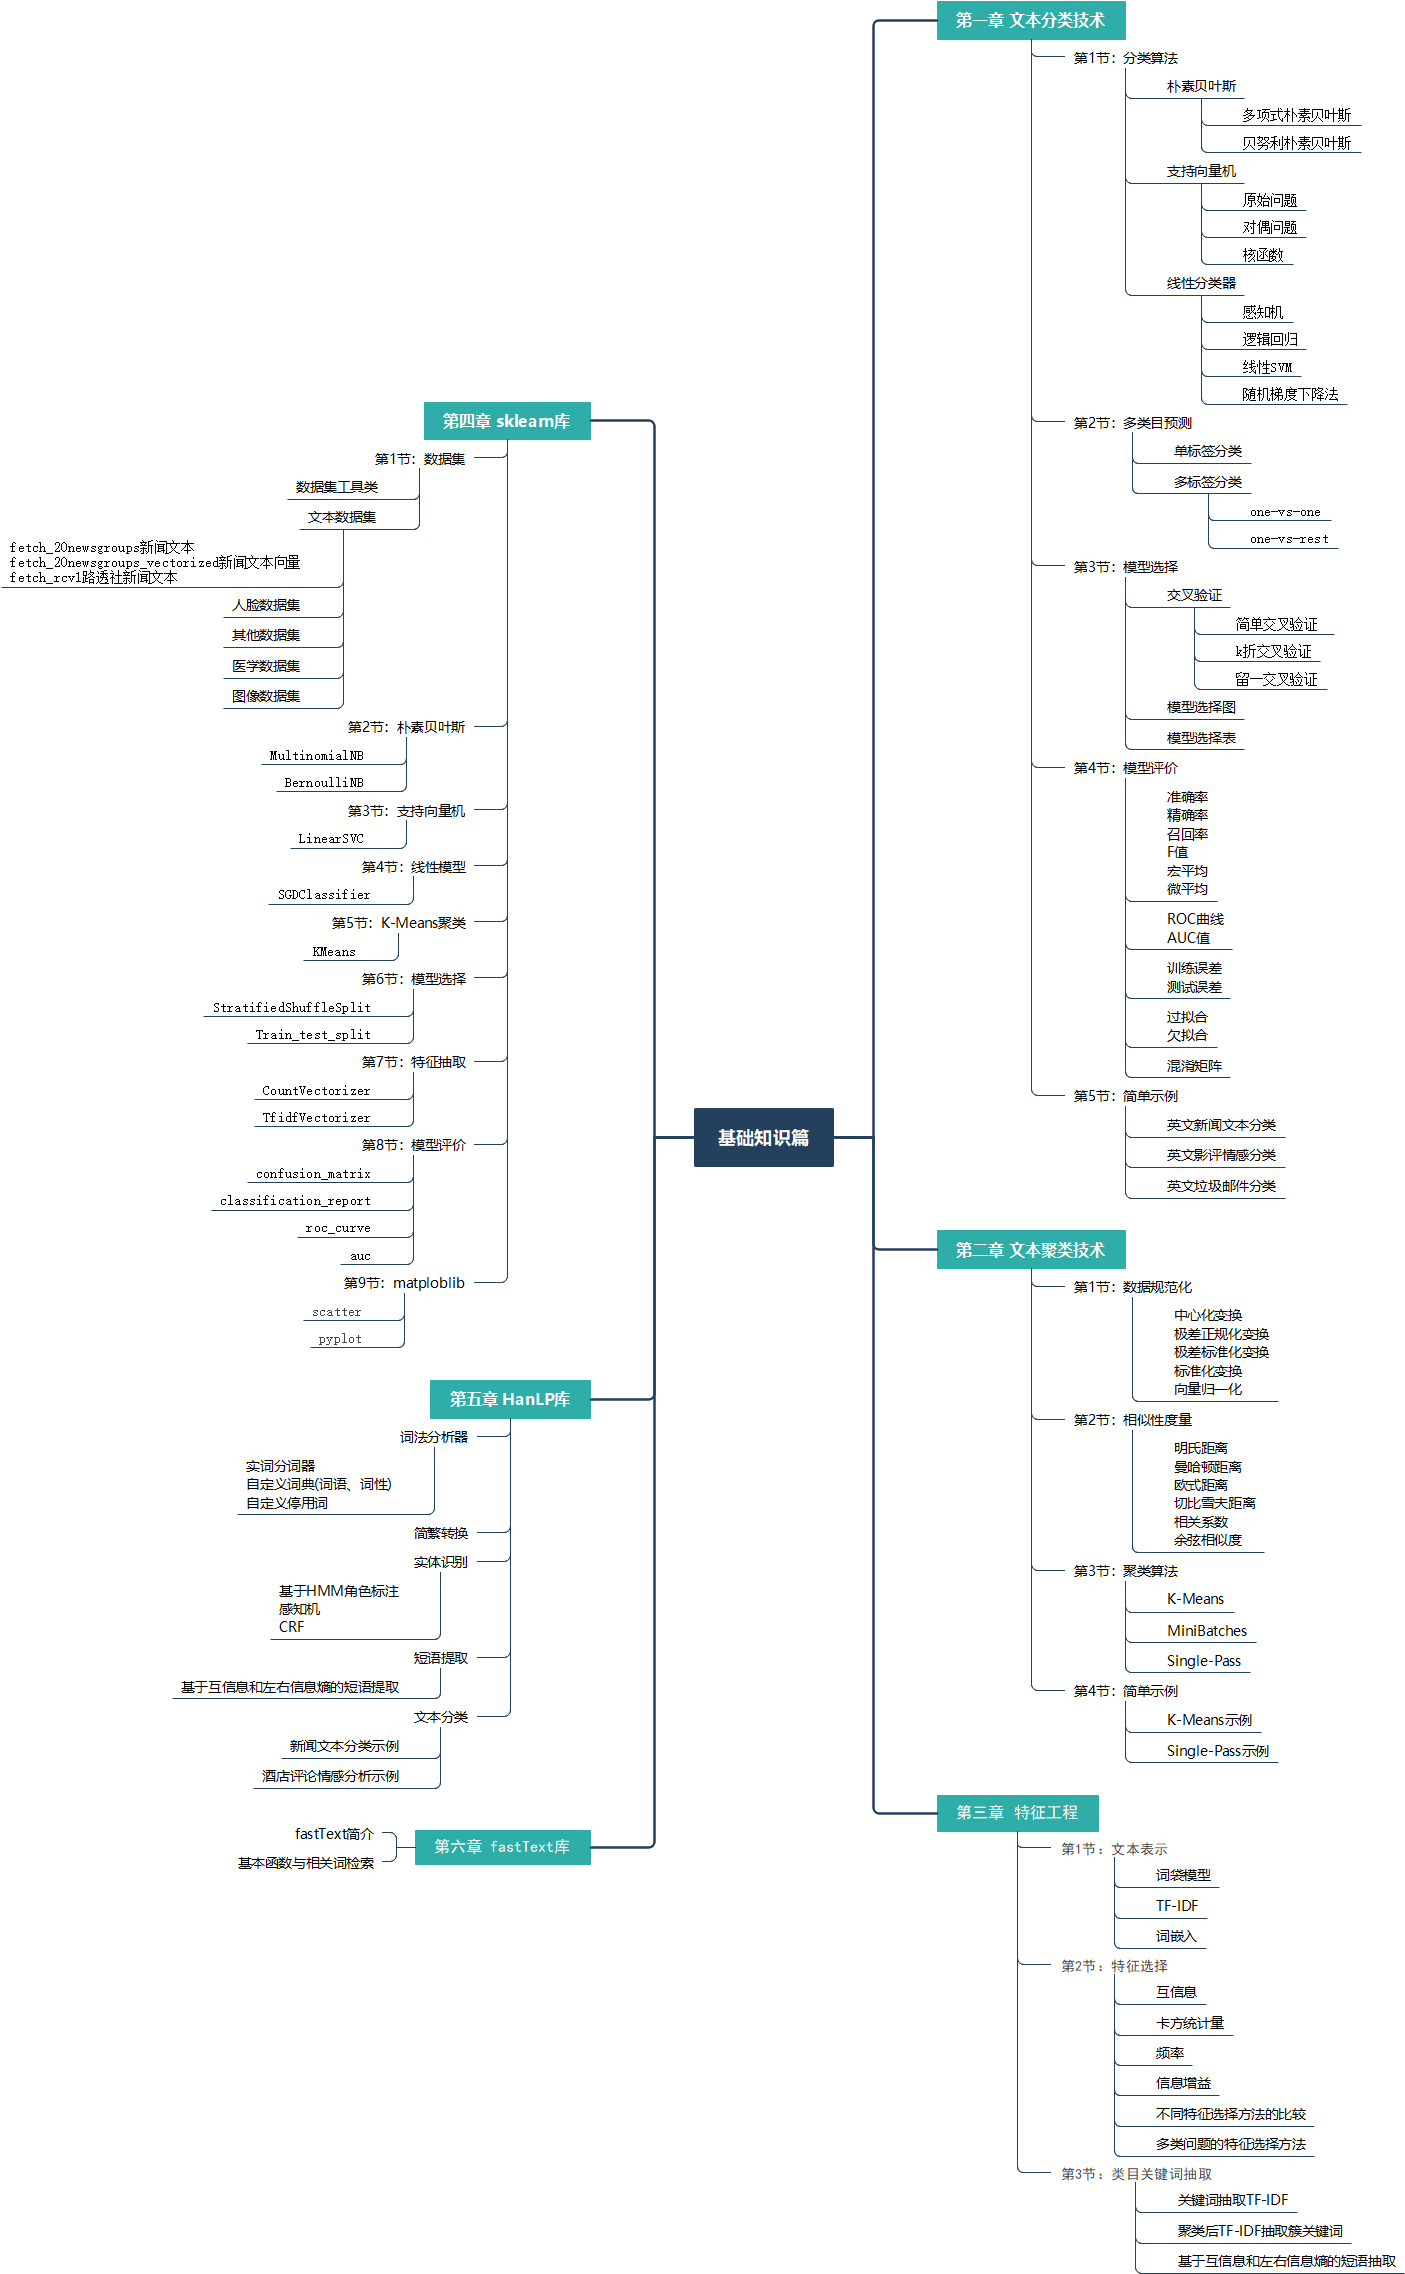 基础知识篇
第一章 文本分类技术
第1节：分类算法
朴素贝叶斯
多项式朴素贝叶斯
贝努利朴素贝叶斯
支持向量机
原始问题
对偶问题
核函数
线性分类器
感知机
逻辑回归
线性SVM
随机梯度下降法
第2节：多类目预测
单标签分类
多标签分类
one-vs-one
one-vs-rest
第3节：模型选择
交叉验证
简单交叉验证
k折交叉验证
留一交叉验证
模型选择图
模型选择表
第4节：模型评价
准确率
精确率
召回率
F值
宏平均
微平均
ROC曲线
AUC值
训练误差
测试误差
过拟合
欠拟合
混淆矩阵
第5节：简单示例
英文新闻文本分类
英文影评情感分类
英文垃圾邮件分类
第二章 文本聚类技术
第1节：数据规范化
中心化变换
极差正规化变换
极差标准化变换
标准化变换
向量归一化
第2节：相似性度量
明氏距离
曼哈顿距离
欧式距离
切比雪夫距离
相关系数
余弦相似度
第3节：聚类算法
K-Means
MiniBatches
Single-Pass
第4节：简单示例
K-Means示例
Single-Pass示例
第三章 特征工程
第1节：文本表示
词袋模型
TF-IDF
词嵌入
第2节：特征选择
互信息
卡方统计量
频率
信息增益
不同特征选择方法的比较
多类问题的特征选择方法
第3节：类目关键词抽取
关键词抽取TF-IDF
聚类后TF-IDF抽取簇关键词
基于互信息和左右信息熵的短语抽取
第四章 sklearn库
第1节：数据集
数据集工具类
文本数据集
fetch_20newsgroups新闻文本
fetch_20newsgroups_vectorized新闻文本向量
fetch_rcv1路透社新闻文本
人脸数据集
其他数据集
医学数据集
图像数据集
第2节：朴素贝叶斯
MultinomialNB
BernoulliNB
第3节：支持向量机
LinearSVC
第4节：线性模型
SGDClassifier
第5节：K-Means聚类
KMeans
第6节：模型选择
StratifiedShuffleSplit
Train_test_split
第7节：特征抽取
CountVectorizer
TfidfVectorizer
第8节：模型评价
confusion_matrix
classification_report
roc_curve
auc
第9节：matploblib
scatter
pyplot
第五章 HanLP库
词法分析器
实词分词器
自定义词典(词语、词性)
自定义停用词
简繁转换
实体识别
基于HMM角色标注
感知机
CRF
短语提取
基于互信息和左右信息熵的短语提取
文本分类
新闻文本分类示例
酒店评论情感分析示例
第六章 fastText库
fastText简介
基本函数与相关词检索